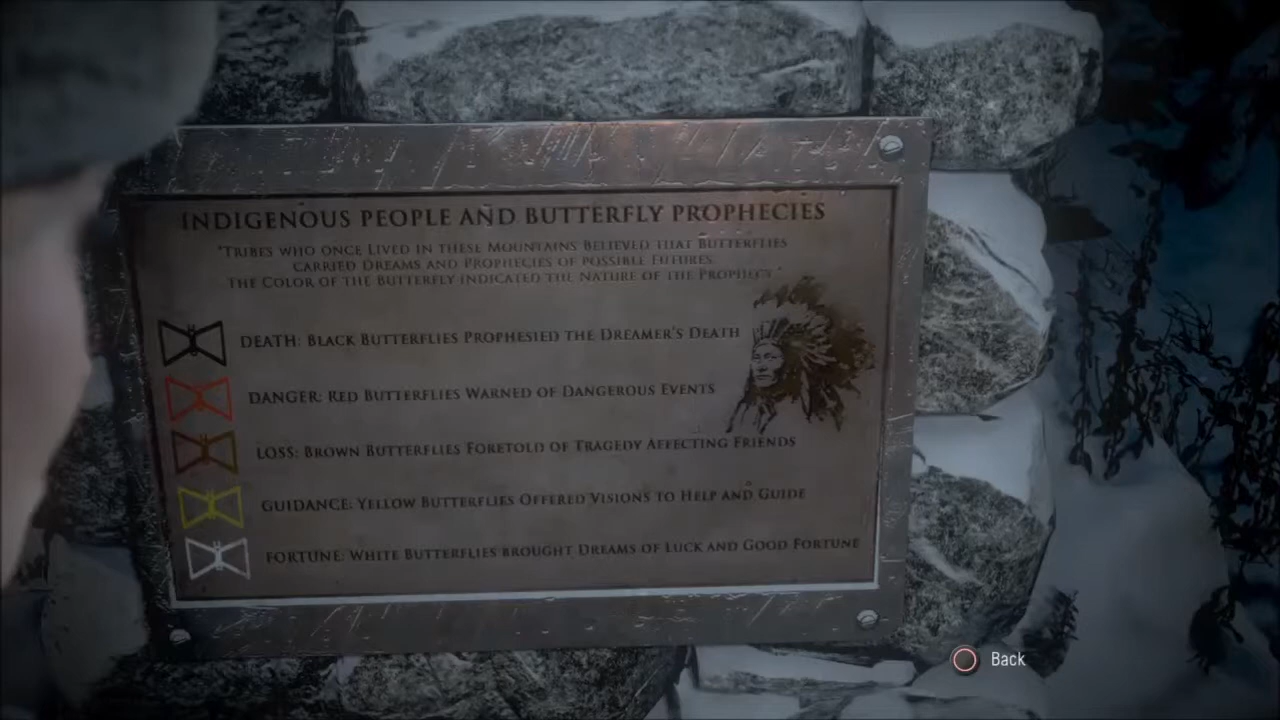 INDIGENOUS PEOPLE AND BUTTERFLY PROPHECIES
"TRIBES WHO ONCE LIVED IN THESE MOUNTAINS BELIEVED THAT BUTTERFLIES
CARRIED DREAMS AND PROPHECIES OF POSSIBLE FUTURES.
THE COLOR OF THE BUTTERFLY INDICATED THE NATURE OF THE PROPHECY."
DEATH: BLACK BUTTERFLIES PROPHESIED THE DREAMER'S DEATH
DANGER: RED BUTTERFLIES WARNED OF DANGEROUS EVENTS
LOSS: BROWN BUTTERFLIES FORETOLD OF TRAGEDY AFFECTING FRIENDS
GUIDANCE: YELLOW BUTTERFLIES OFFERED VISIONS TO HELP AND GUIDE
FORTUNE: WHITE BUTTERFLIES BROUGHT DREAMS OF LUCK AND GOOD FORTUNE
Back